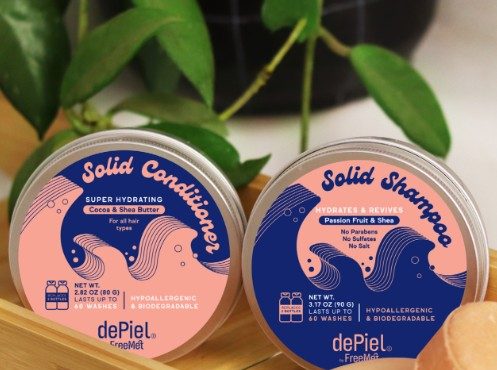 Solid Conditioner
SUPER HYDRATING
Cocoa & Shea Butter
For all hair
types
NET WT.
2.82 OZ (80 G)
LASTS UP TO
60 WASHES
HYPOALLERGENIC
& BIODEGRADABLE
dePiel
by FreeMet
Solid Shampoo
HYDRATES & REVIVES
Passion Fruit & Shea
No Parabens
No Sulfates
No Salt
NET WT.
3.17 OZ (90 G)
LASTS UP TO
60 WASHES
HYPOALLERGENIC
& BIODEGRADABLE
dePiel
by FreeMet